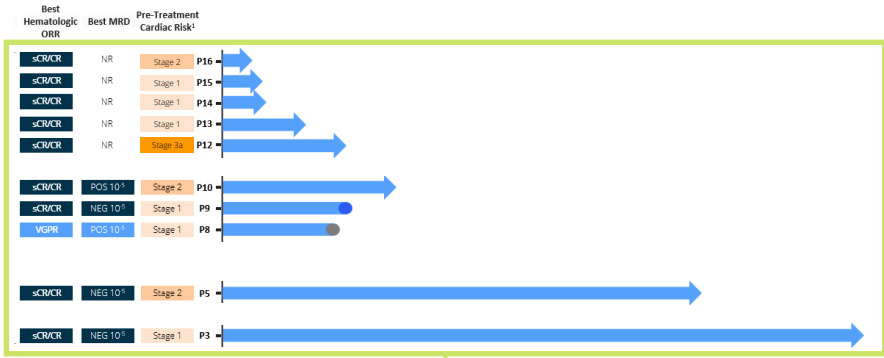 Best Hematologic ORR Best MRD Pre-Treatment Cardiac Risk¹
sCR/CR NR Stage 2 P16
sCR/CR NR Stage 1 P15
sCR/CR NR Stage 1 P14
sCR/CR NR Stage 1 P13
sCR/CR NR Stage 3a P12
sCR/CR POS 10⁻⁵ Stage 2 P10
sCR/CR NEG 10⁻⁵ Stage 1 P9
VGPR POS 10⁻⁵ Stage 1 P8
sCR/CR NEG 10⁻⁵ Stage 2 P5
sCR/CR NEG 10⁻⁵ Stage 1 P3